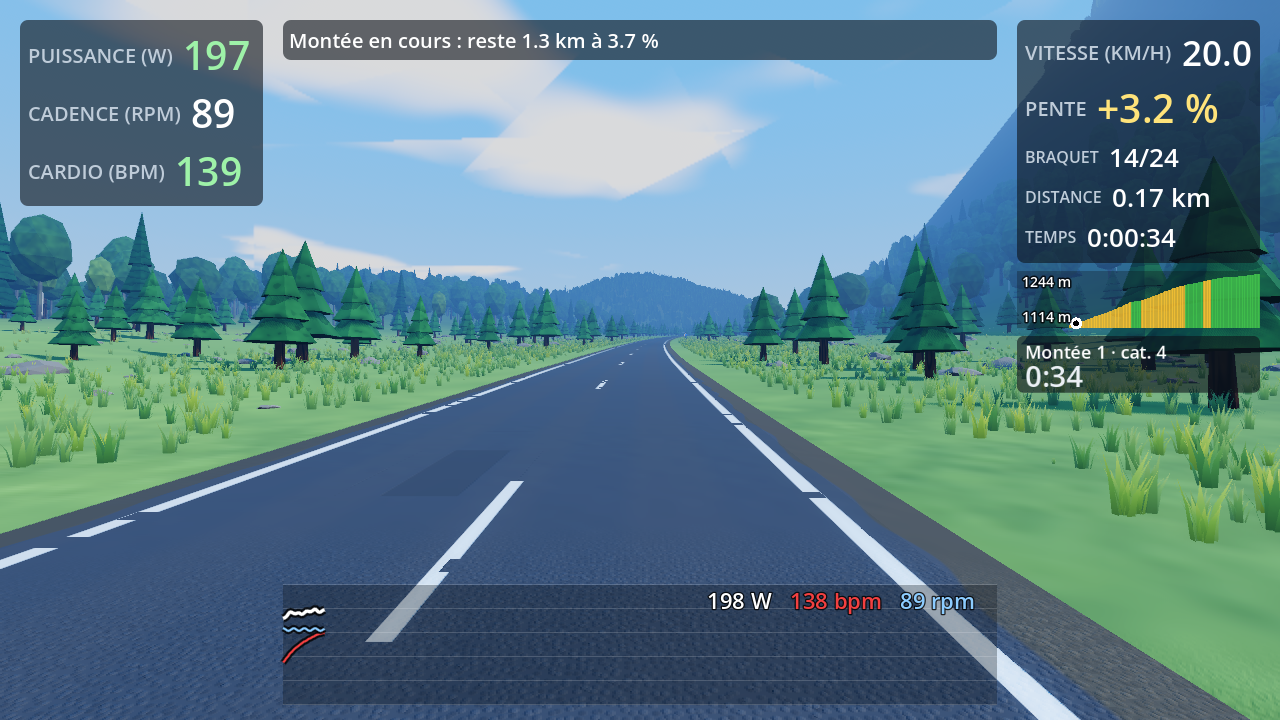 PUISSANCE (W) 197
CADENCE (RPM) 89
CARDIO (BPM) 139
Montée en cours : reste 1.3 km à 3.7 %
VITESSE (KM/H) 20.0
PENTE +3.2 %
BRAQUET 14/24
DISTANCE 0.17 km
TEMPS 0:00:34
1244 m
1114 m
Montée 1 · cat. 4
0:34
198 W 138 bpm 89 rpm